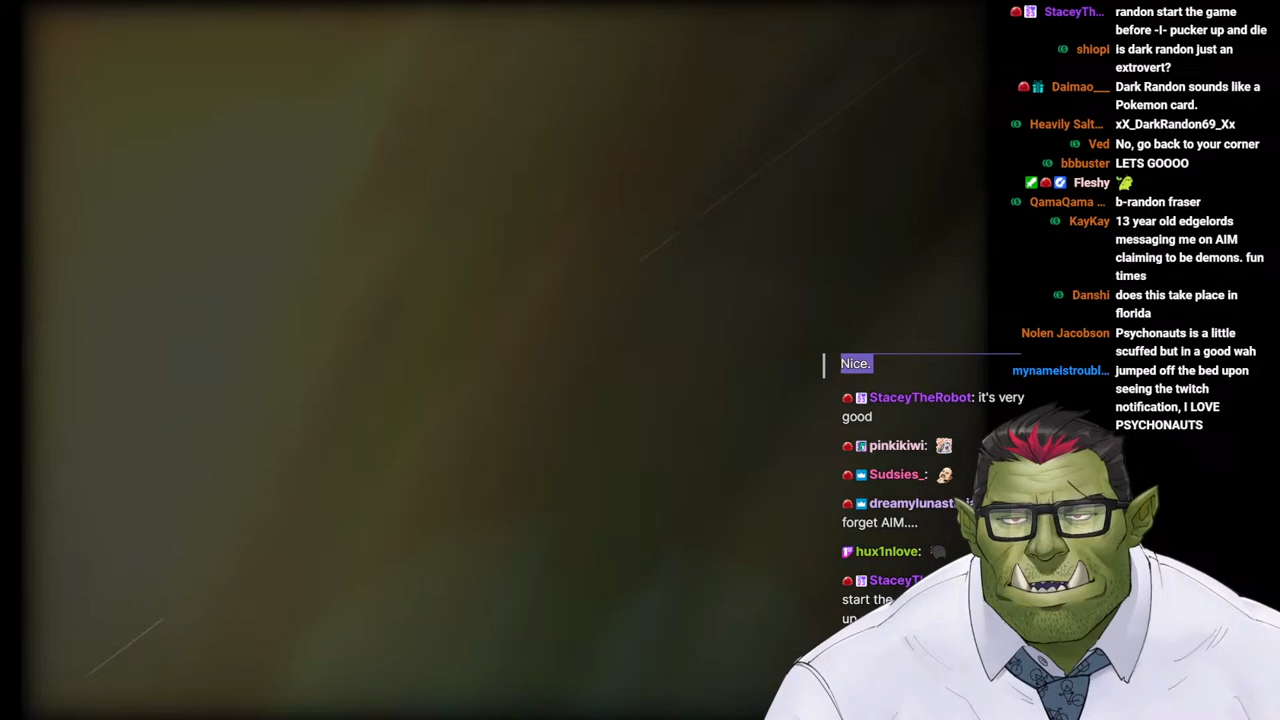 StaceyTh... randon start the game
before -I- pucker up and die
shiopi is dark randon just an
extrovert?
Daimao___ Dark Randon sounds like a
Pokemon card.
Heavily Salt... xX_DarkRandon69_Xx
Ved No, go back to your corner
bbbuster LETS GOOOO
Fleshy
QamaQama ... b-randon fraser
KayKay 13 year old edgelords
messaging me on AIM
claiming to be demons. fun
times
Danshi does this take place in
florida
Nolen Jacobson Psychonauts is a little
scuffed but in a good wah
mynameistroubl... jumped off the bed upon
seeing the twitch
notification, I LOVE
PSYCHONAUTS
Nice.
StaceyTheRobot: it's very
good
pinkikiwi:
Sudsies_:
dreamylunast
forget AIM....
hux1nlove:
StaceyT
start the
up